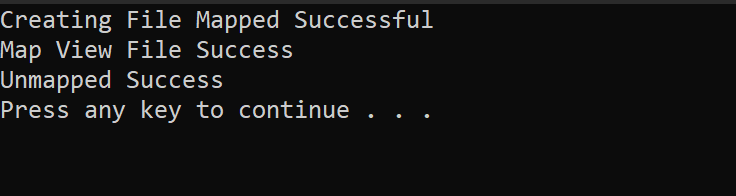 Creating File Mapped Successful
Map View File Success
Unmapped Success
Press any key to continue . . .